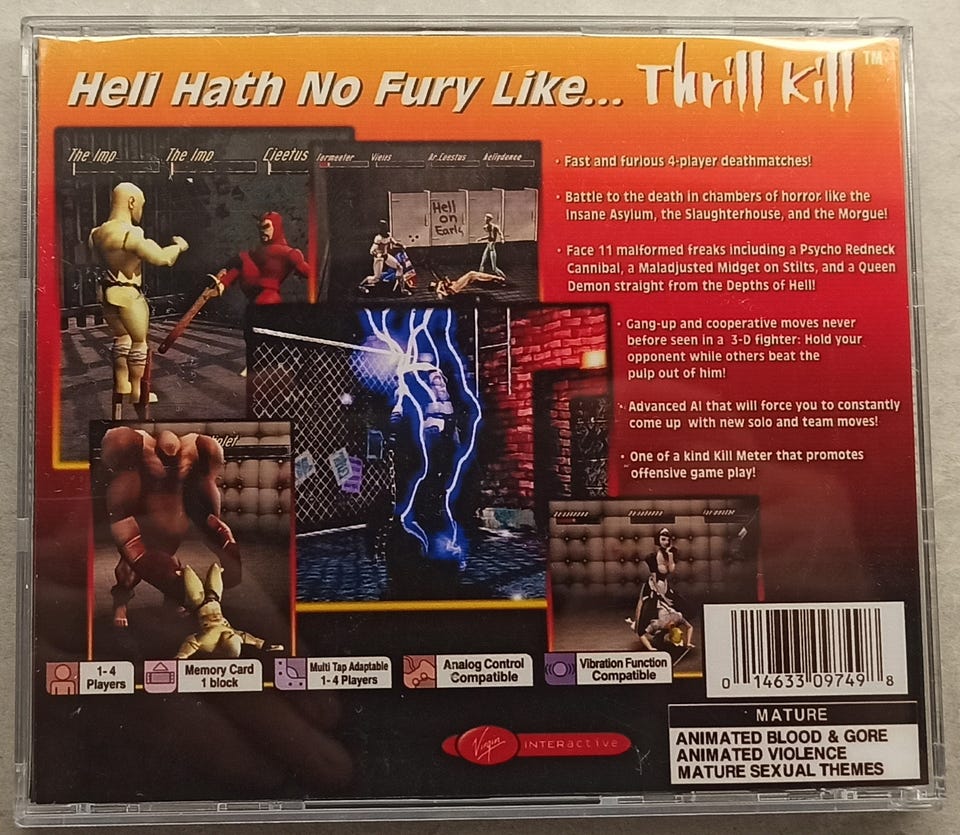 Hell Hath No Fury Like... Thrill Kill™
The Imp The Imp Cleetus
Tormentor Violet Dr.Faustus Belladonna
Hell
on
Early
· Fast and furious 4-player deathmatches!
· Battle to the death in chambers of horror like the
Insane Asylum, the Slaughterhouse, and the Morgue!
· Face 11 malformed freaks including a Psycho Redneck
Cannibal, a Maladjusted Midget on Stilts, and a Queen
Demon straight from the Depths of Hell!
· Gang-up and cooperative moves never
before seen in a 3-D fighter: Hold your
opponent while others beat the
pulp out of him!
· Advanced AI that will force you to constantly
come up with new solo and team moves!
· One of a kind Kill Meter that promotes
offensive game play!
Violet
1-4
Players
Memory Card
1 block
Multi Tap Adaptable
1-4 Players
Analog Control
Compatible
Vibration Function
Compatible
0 14633 09749 8
Virgin INTERactive
MATURE
ANIMATED BLOOD & GORE
ANIMATED VIOLENCE
MATURE SEXUAL THEMES